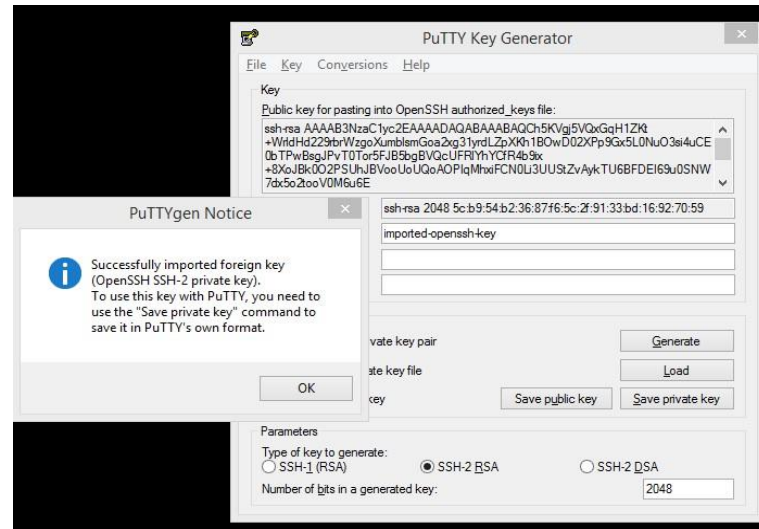 PuTTY Key Generator
File Key Conversions Help
Key
Public key for pasting into OpenSSH authorized_keys file:
ssh-rsa
+WrldHd229rbrWzgoXumblsmGoa2xg31yrdLZpXKh1BOwD02XPp9Gx5L0NuO3si4uCE
0bTPwBsgJPvT0Tor5FJB5bgBVQcUFRIYhYCfR4b9ix
+8XoJBk0O2PSUhJBVooUoUQoAOPlqMhxiFCN0Li3UUStZvAykTU6BFDEI69u0SNW
7dx5o2tooV0M6u6E
ssh-rsa 2048 5c:b9:54:b2:36:87:f6:5c:2f:91:33:bd:16:92:70:59
imported-openssh-key
PuTTYgen Notice
Successfully imported foreign key
(OpenSSH SSH-2 private key).
To use this key with PuTTY, you need to
use the "Save private key" command to
save it in PuTTY's own format.
OK
vate key pair
Generate
ate key file
Load
key
Save public key
Save private key
Parameters
Type of key to generate:
SSH-1 (RSA)
SSH-2 RSA
SSH-2 DSA
Number of bits in a generated key:
2048